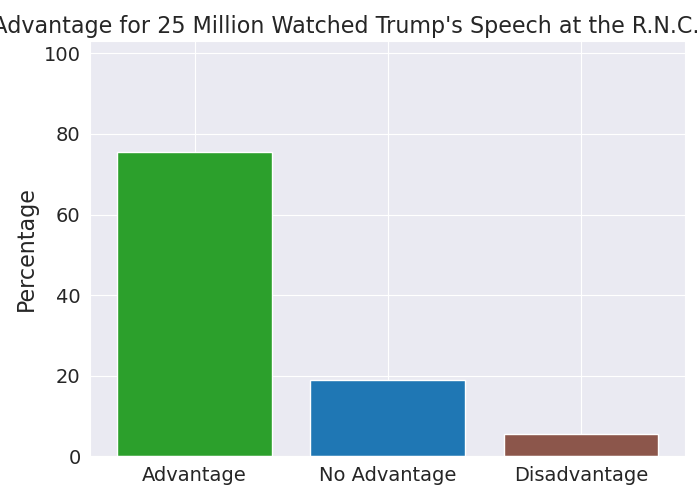 Advantage for 25 Million Watched Trump's Speech at the R.N.C.
100
80
60
40
20
0
Percentage
Advantage
No Advantage
Disadvantage